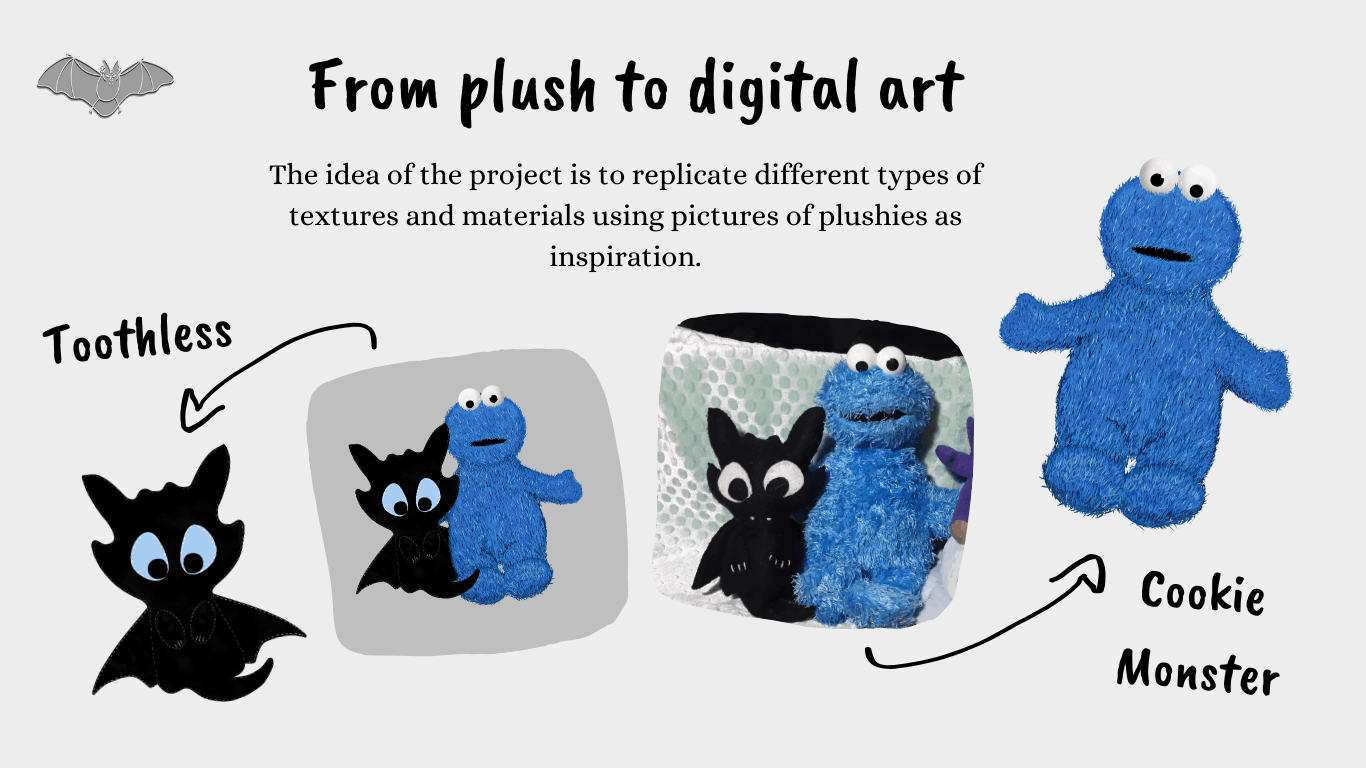 From plush to digital art
The idea of the project is to replicate different types of
textures and materials using pictures of plushies as
inspiration.
Toothless
Cookie
Monster